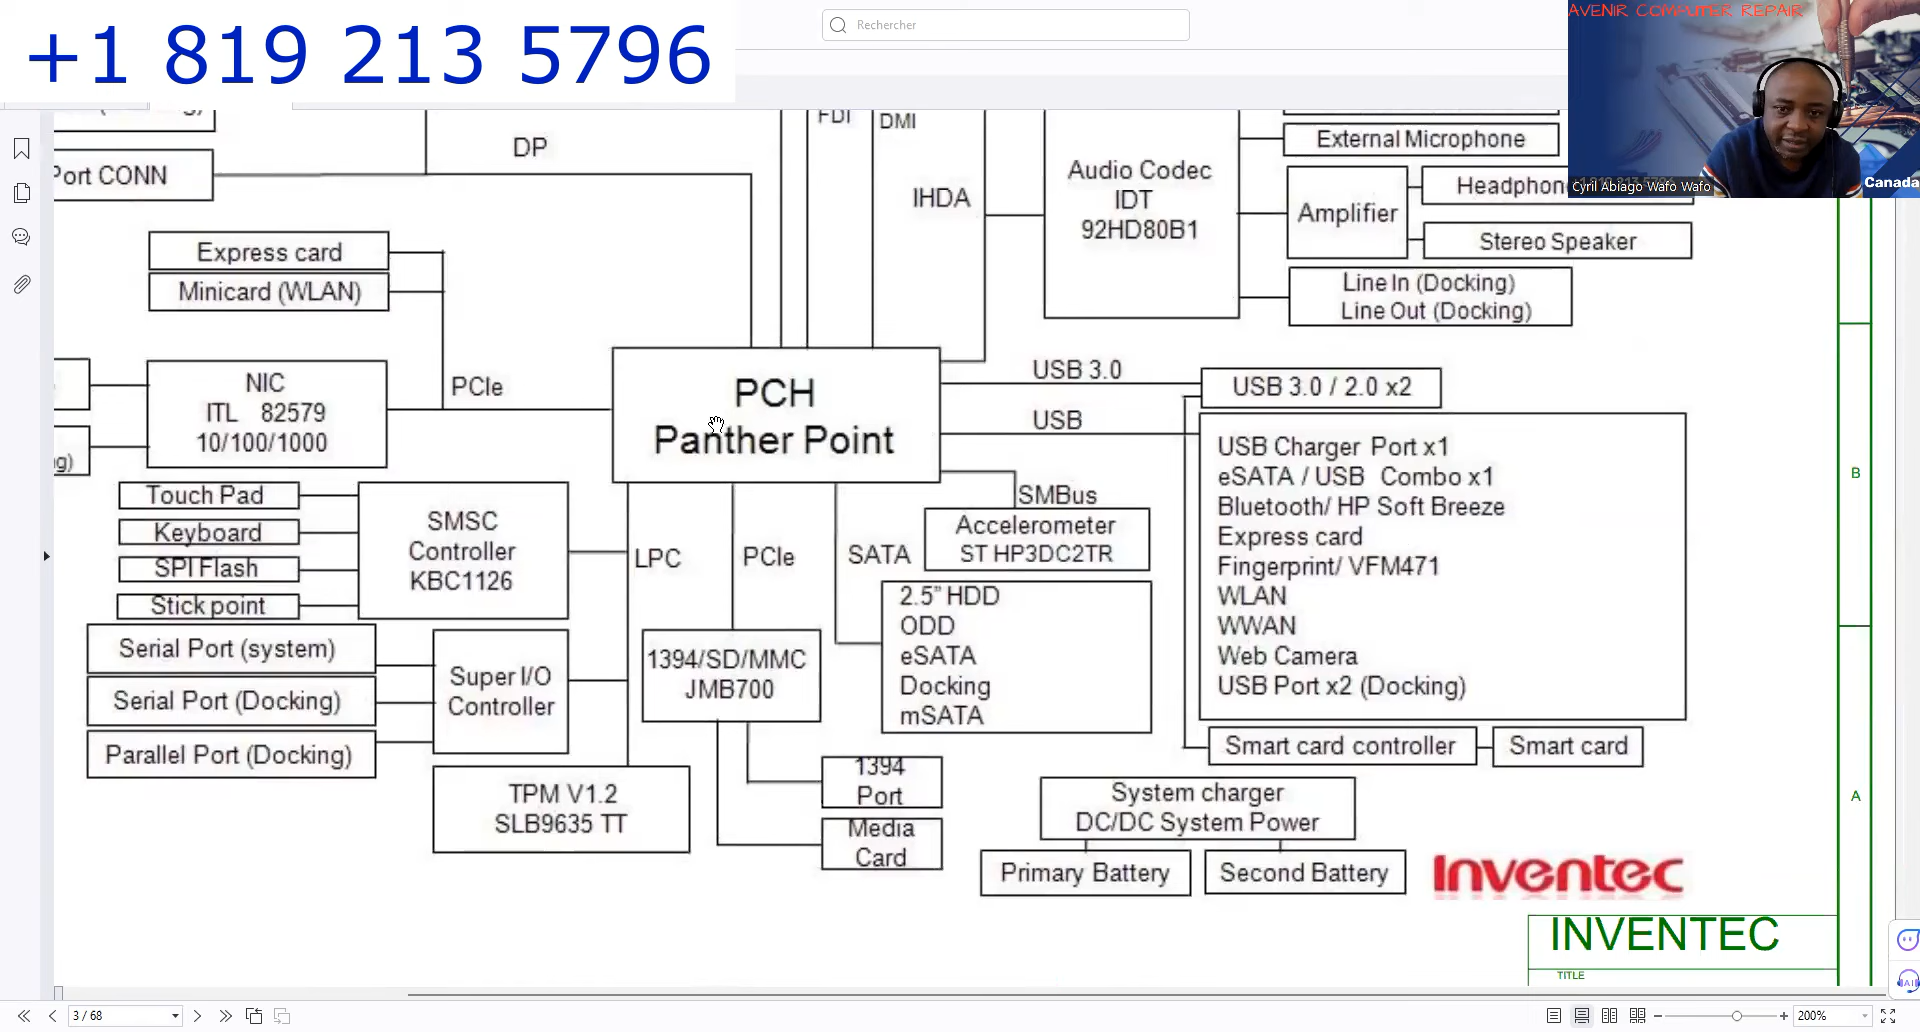 +1 819 213 5796
Rechercher
AVENIR COMPUTER REPAIR
Cyril Abiago Wafo Wafo
Canada
FDI
DMI
DP
Port CONN
IHDA
Audio Codec
IDT
92HD80B1
External Microphone
Amplifier
Headphon
Stereo Speaker
Line In (Docking)
Line Out (Docking)
Express card
Minicard (WLAN)
NIC
ITL 82579
10/100/1000
PCIe
PCH
Panther Point
USB 3.0
USB 3.0 / 2.0 x2
USB
USB Charger Port x1
eSATA / USB Combo x1
Bluetooth/ HP Soft Breeze
Express card
Fingerprint/ VFM471
WLAN
WWAN
Web Camera
USB Port x2 (Docking)
Smart card controller
Smart card
SMBus
Accelerometer
ST HP3DC2TR
Touch Pad
Keyboard
SPI Flash
Stick point
SMSC
Controller
KBC1126
LPC
PCIe
SATA
2.5" HDD
ODD
eSATA
Docking
mSATA
Serial Port (system)
Serial Port (Docking)
Parallel Port (Docking)
Super I/O
Controller
1394/SD/MMC
JMB700
TPM V1.2
SLB9635 TT
1394
Port
Media
Card
System charger
DC/DC System Power
Primary Battery
Second Battery
Inventec
INVENTEC
TITLE
B
A
3 / 68
200%